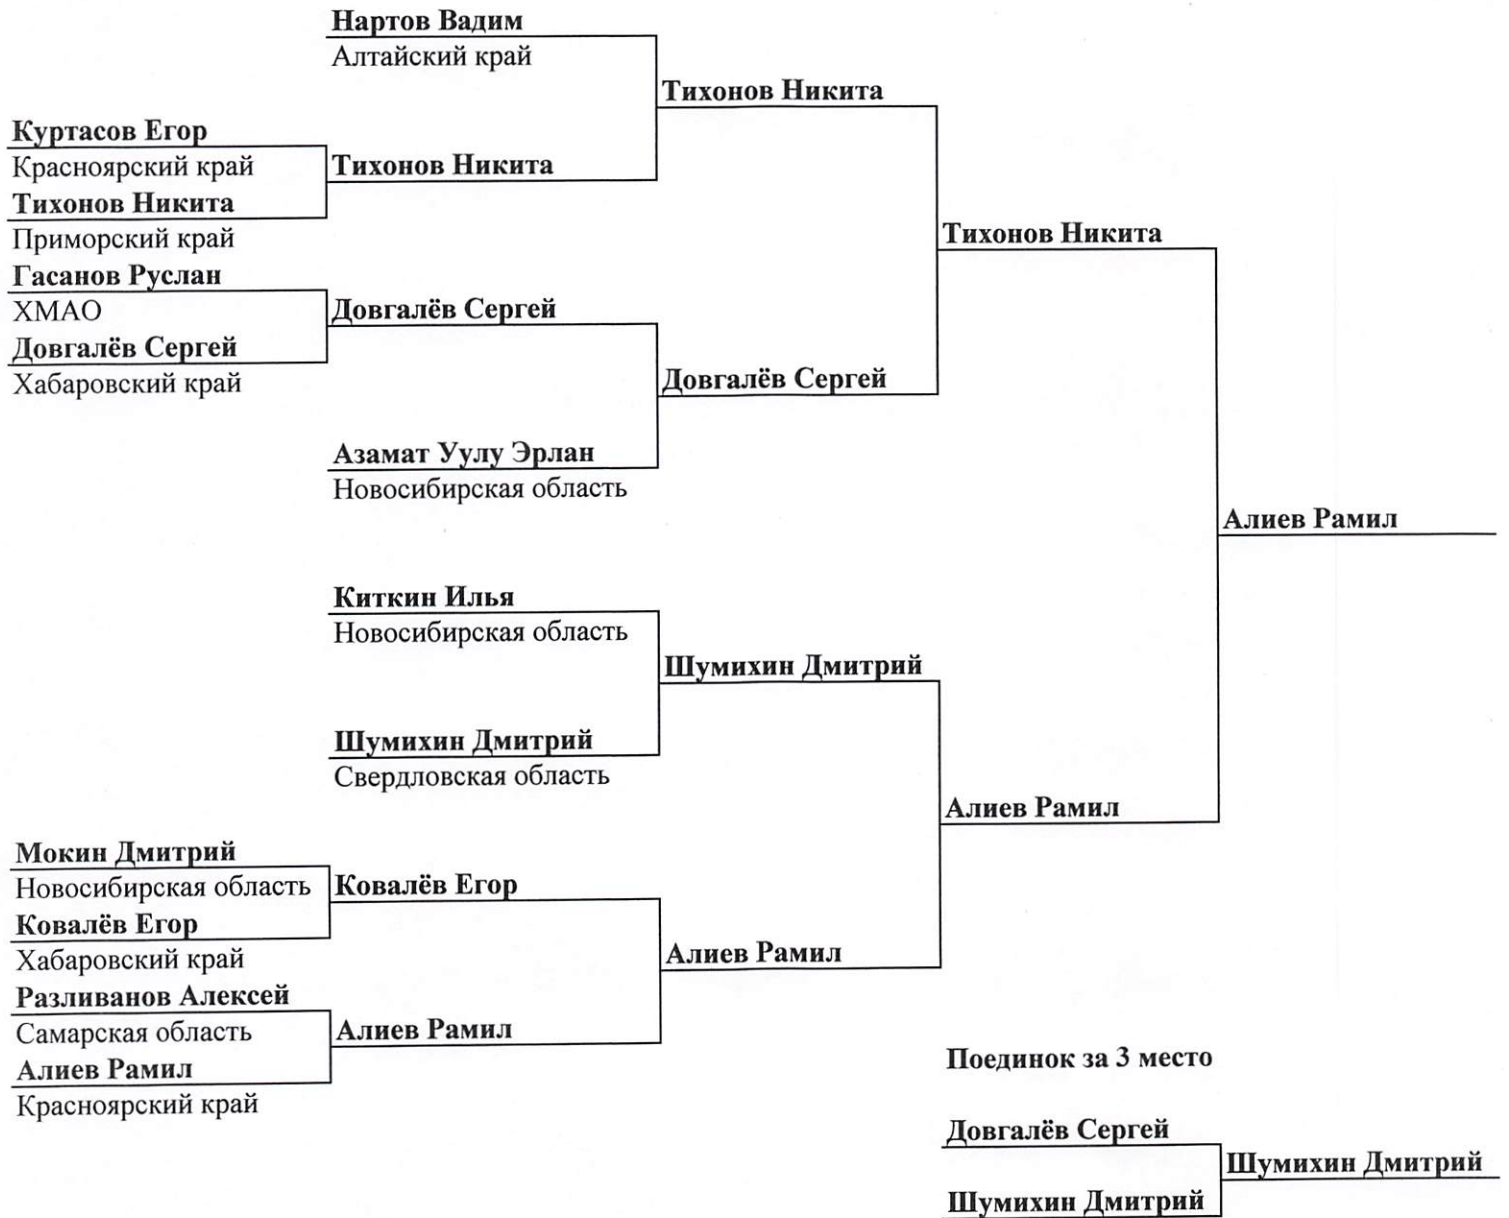 Нартов Вадим
Алтайский край
Тихонов Никита
Куртасов Егор
Красноярский край
Тихонов Никита
Тихонов Никита
Приморский край
Тихонов Никита
Гасанов Руслан
ХМАО
Довгалёв Сергей
Довгалёв Сергей
Хабаровский край
Довгалёв Сергей
Азамат Уулу Эрлан
Новосибирская область
Алиев Рамил
Киткин Илья
Новосибирская область
Шумихин Дмитрий
Шумихин Дмитрий
Свердловская область
Алиев Рамил
Мокин Дмитрий
Новосибирская область
Ковалёв Егор
Ковалёв Егор
Хабаровский край
Алиев Рамил
Разливанов Алексей
Самарская область
Алиев Рамил
Алиев Рамил
Красноярский край
Поединок за 3 место
Довгалёв Сергей
Шумихин Дмитрий
Шумихин Дмитрий